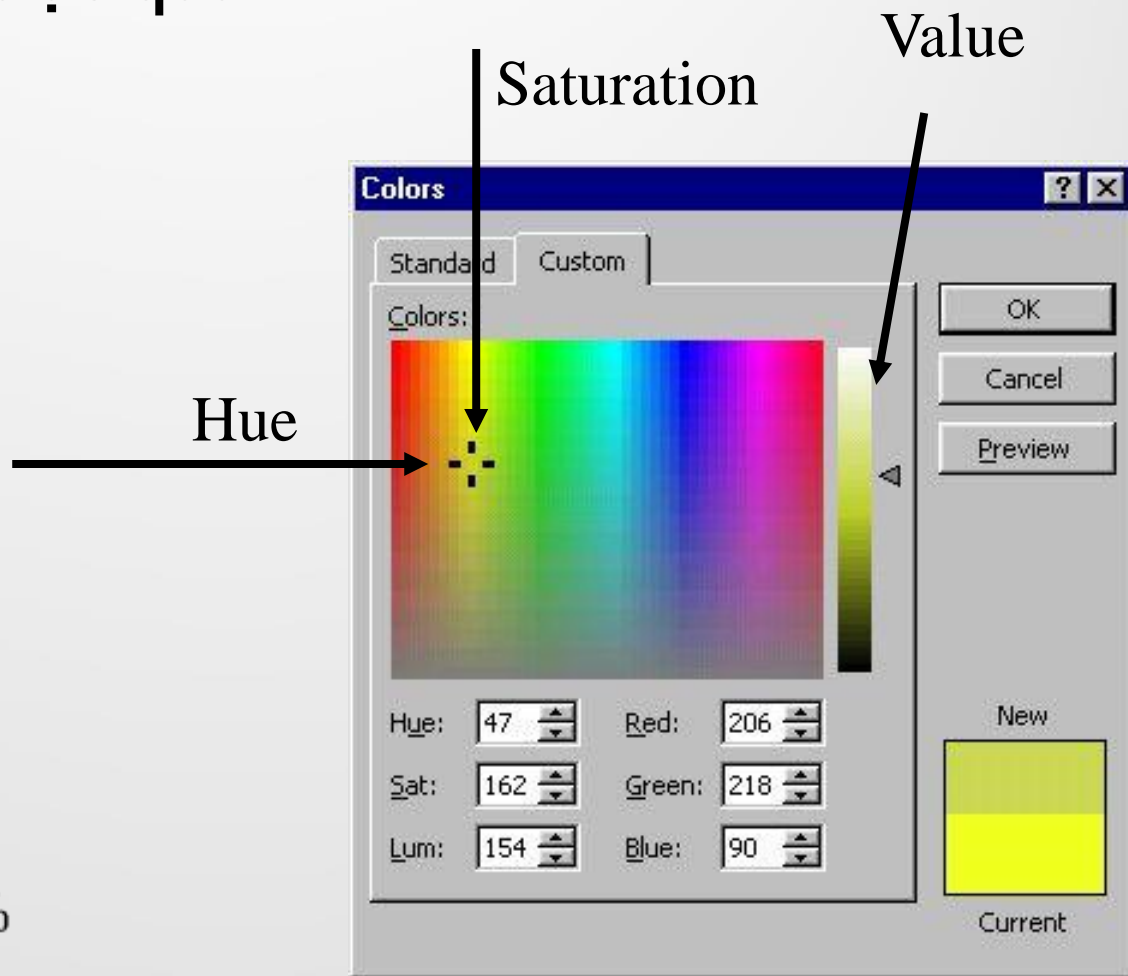 Value
Saturation
Colors
Standard Custom
Colors:
OK
Cancel
Preview
Hue
Hue: 47 Red: 206
Sat: 162 Green: 218
Lum: 154 Blue: 90
New
Current